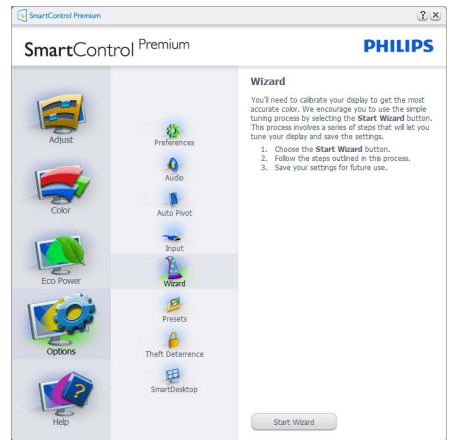 SmartControl Premium
? X
SmartControl Premium
PHILIPS
Adjust
Color
Eco Power
Options
Help
Preferences
Audio
Auto Pivot
Input
Wizard
Presets
Theft Deterrence
SmartDesktop
Wizard
You'll need to calibrate your display to get the most
accurate color. We encourage you to use the simple
tuning process by selecting the Start Wizard button.
This process involves a series of steps that will let you
tune your display and save the settings.
1. Choose the Start Wizard button.
2. Follow the steps outlined in this process.
3. Save your settings for future use.
Start Wizard